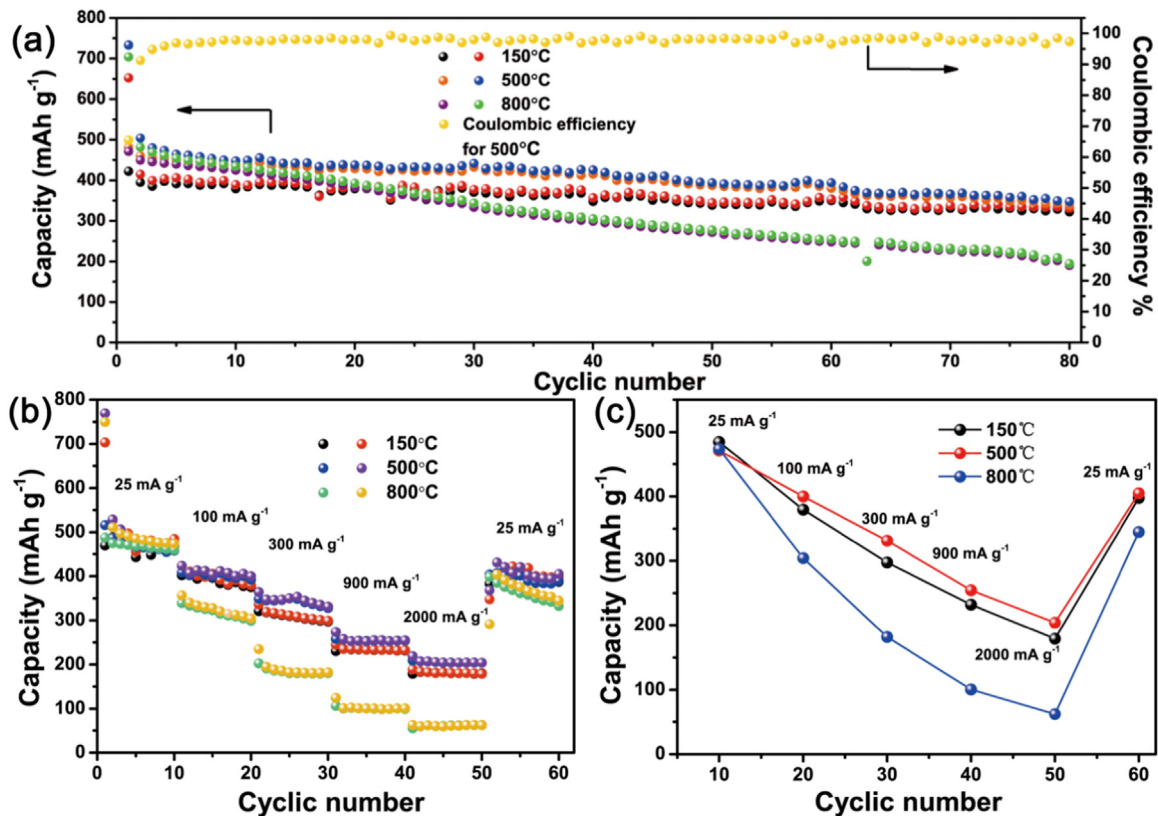 (a)
800
700
600
500
400
300
200
100
0
Capacity (mAh g⁻¹)
150°C
500°C
800°C
Coulombic efficiency
for 500°C
100
90
80
70
60
50
40
30
20
10
0
Coulombic efficiency %
0 10 20 30 40 50 60 70 80
Cyclic number
(b)
800
700
600
500
400
300
200
100
0
Capacity (mAh g⁻¹)
150°C
500°C
800°C
25 mA g⁻¹
100 mA g⁻¹
300 mA g⁻¹
900 mA g⁻¹
2000 mA g⁻¹
25 mA g⁻¹
0 10 20 30 40 50 60
Cyclic number
(c)
500
400
300
200
100
0
Capacity (mAh g⁻¹)
150℃
500℃
800℃
25 mA g⁻¹
100 mA g⁻¹
300 mA g⁻¹
900 mA g⁻¹
2000 mA g⁻¹
25 mA g⁻¹
10 20 30 40 50 60
Cyclic number